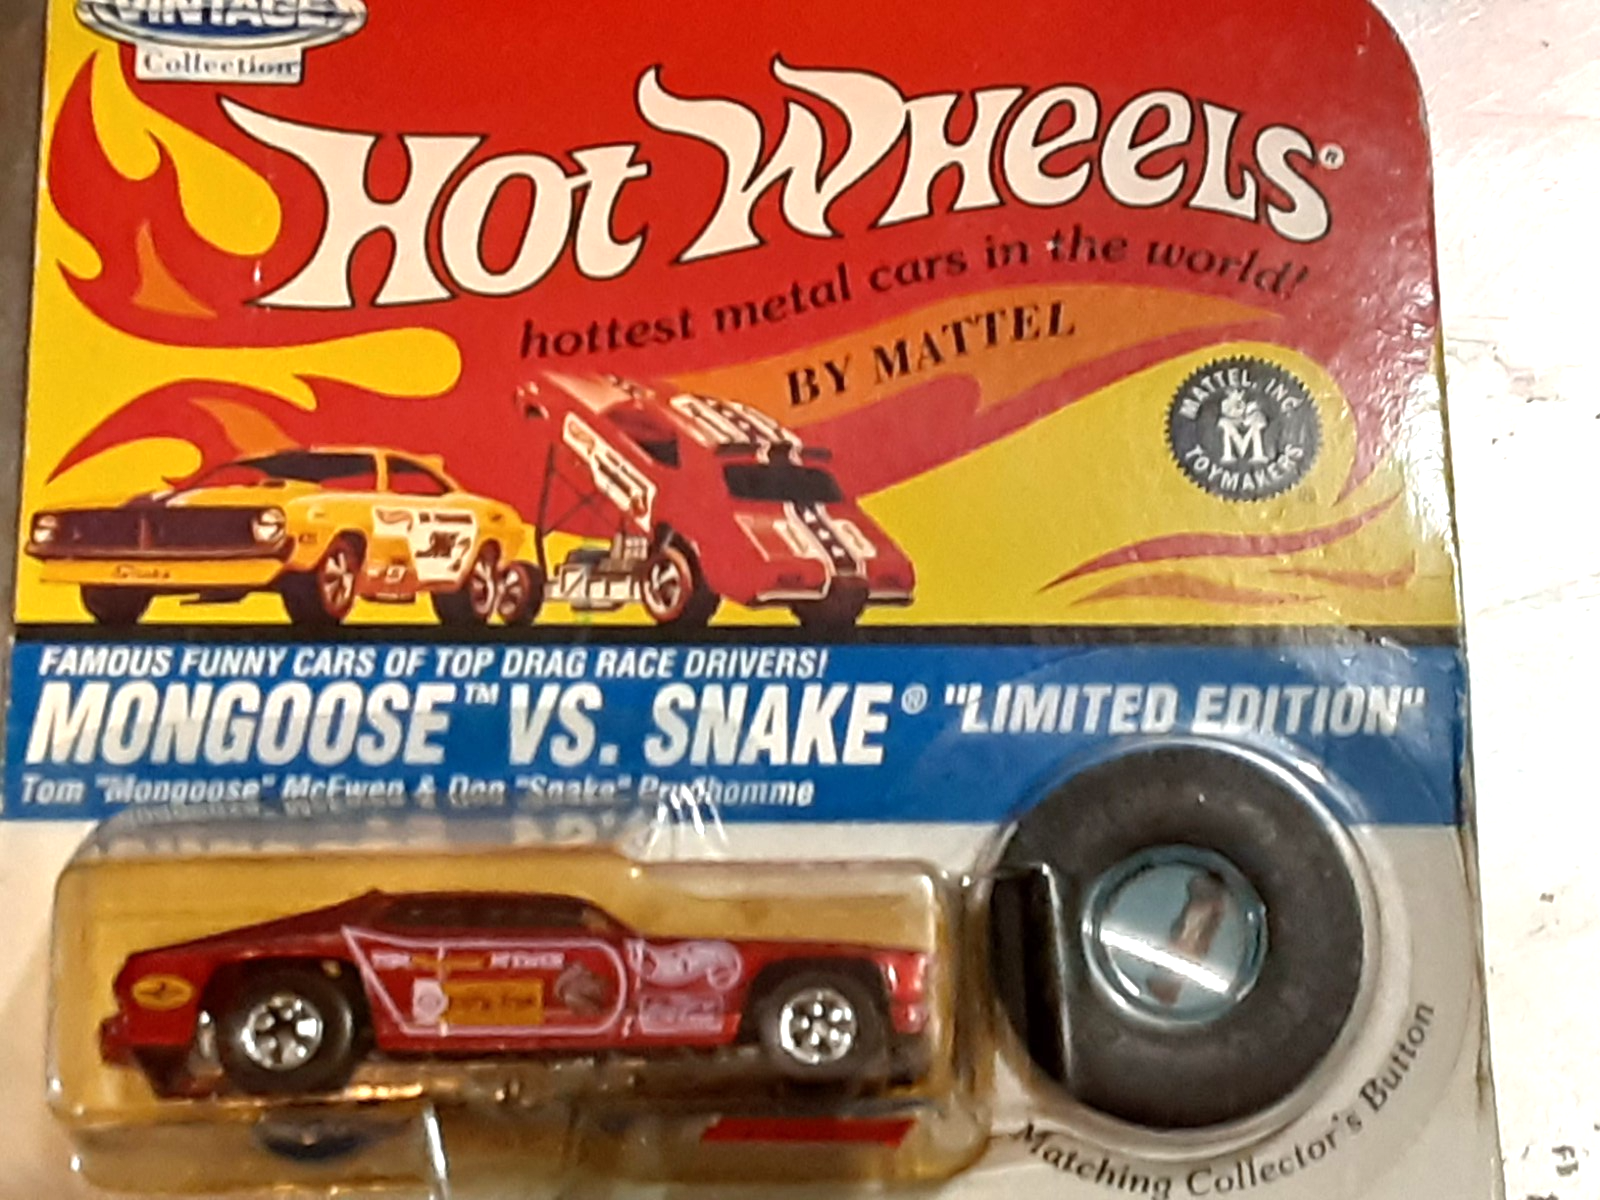 VINTAGE
Collection
HOT WHEELS®
hottest metal cars in the world!
BY MATTEL
MATTEL, INC.
M
TOYMAKERS
FAMOUS FUNNY CARS OF TOP DRAG RACE DRIVERS!
MONGOOSE™ VS. SNAKE® "LIMITED EDITION"
Tom "Mongoose" McEwen & Don "Snake" Prudhomme
Matching Collector's Button